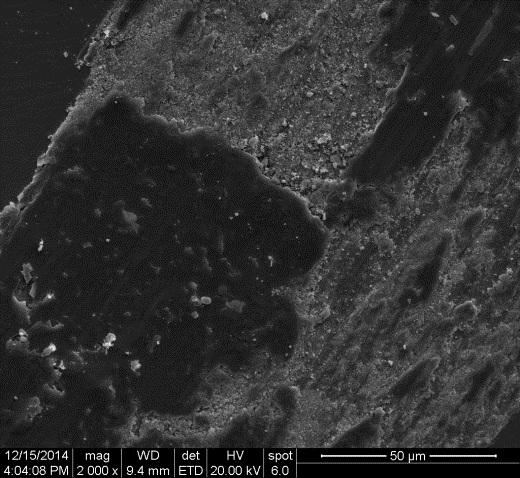 12/15/2014 mag WD det HV spot
4:04:08 PM 2 000 x 9.4 mm ETD 20.00 kV 6.0 50 µm